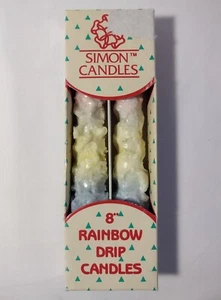 SIMON™
CANDLES
8"
RAINBOW
DRIP
CANDLES